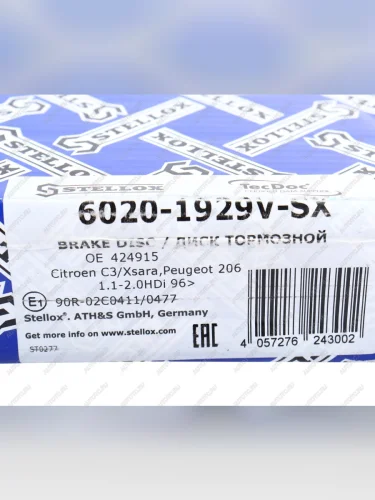 STELLOX
STELLOX
STELLOX TecDoc
6020-1929V-SX
BRAKE DISC / ДИСК ТОРМОЗНОЙ
OE 424915
Citroen C3/Xsara,Peugeot 206
1.1-2.0HDi 96>
E1 90R-02C0411/0477
Stellox® ATH&S GmbH, Germany
Get more info on www.stellox.com
ST0277
EAC
4 057276 243002